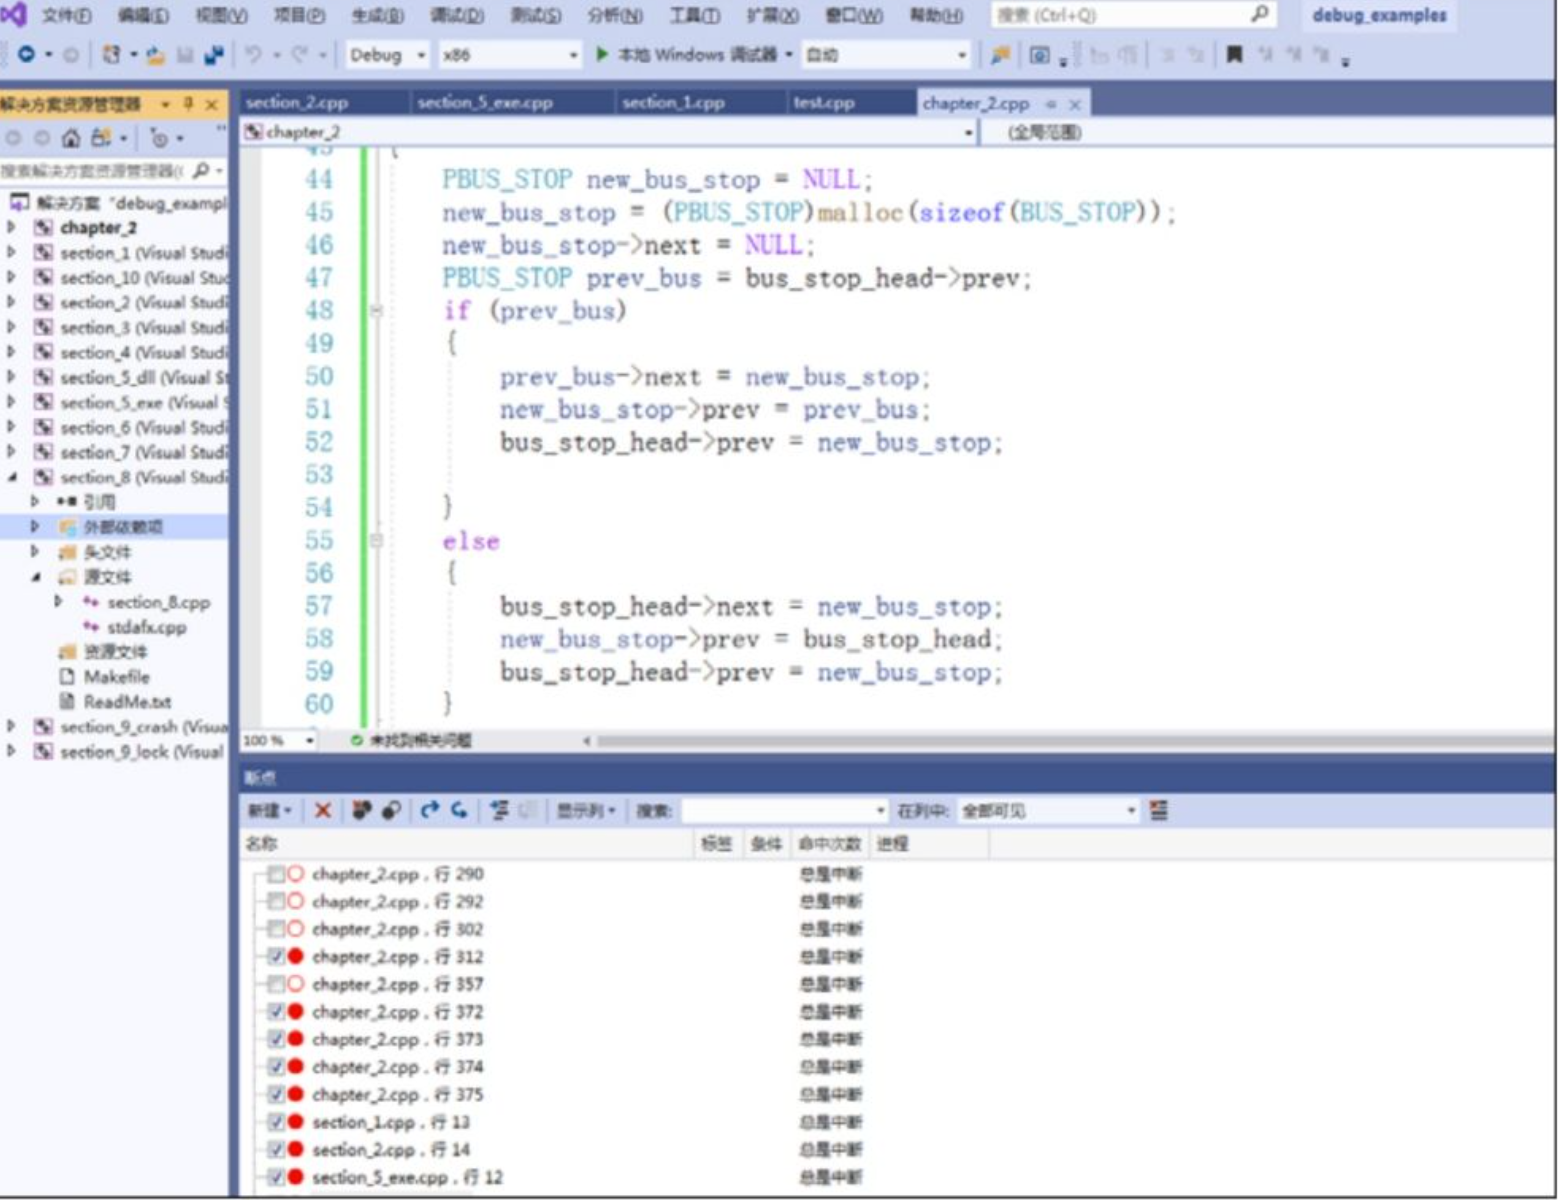 文件(F) 编辑(E) 视图(V) 项目(P) 生成(B) 调试(D) 测试(S) 分析(N) 工具(T) 扩展(X) 窗口(W) 帮助(H) 搜索 (Ctrl+Q) debug_examples
Debug x86 本地 Windows 调试器 自动
解决方案资源管理器
搜索解决方案资源管理器(
解决方案 "debug_exampl
chapter_2
section_1 (Visual Studi
section_10 (Visual Stud
section_2 (Visual Studi
section_3 (Visual Studi
section_4 (Visual Studi
section_5_dll (Visual St
section_5_exe (Visual S
section_6 (Visual Studi
section_7 (Visual Studi
section_8 (Visual Studi
引用
外部依赖项
头文件
源文件
section_8.cpp
stdafx.cpp
资源文件
Makefile
ReadMe.txt
section_9_crash (Visua
section_9_lock (Visual
section_2.cpp section_5_exe.cpp section_1.cpp test.cpp chapter_2.cpp
chapter_2 (全局范围)
43 {
44 PBUS_STOP new_bus_stop = NULL;
45 new_bus_stop = (PBUS_STOP)malloc(sizeof(BUS_STOP));
46 new_bus_stop->next = NULL;
47 PBUS_STOP prev_bus = bus_stop_head->prev;
48 if (prev_bus)
49 {
50 prev_bus->next = new_bus_stop;
51 new_bus_stop->prev = prev_bus;
52 bus_stop_head->prev = new_bus_stop;
53
54 }
55 else
56 {
57 bus_stop_head->next = new_bus_stop;
58 new_bus_stop->prev = bus_stop_head;
59 bus_stop_head->prev = new_bus_stop;
60 }
100 % 未找到相关问题
断点
新建 显示列 搜索: 在列中: 全部可见
名称 标签 条件 命中次数 进程
chapter_2.cpp，行 290 总是中断
chapter_2.cpp，行 292 总是中断
chapter_2.cpp，行 302 总是中断
chapter_2.cpp，行 312 总是中断
chapter_2.cpp，行 357 总是中断
chapter_2.cpp，行 372 总是中断
chapter_2.cpp，行 373 总是中断
chapter_2.cpp，行 374 总是中断
chapter_2.cpp，行 375 总是中断
section_1.cpp，行 13 总是中断
section_2.cpp，行 14 总是中断
section_5_exe.cpp，行 12 总是中断